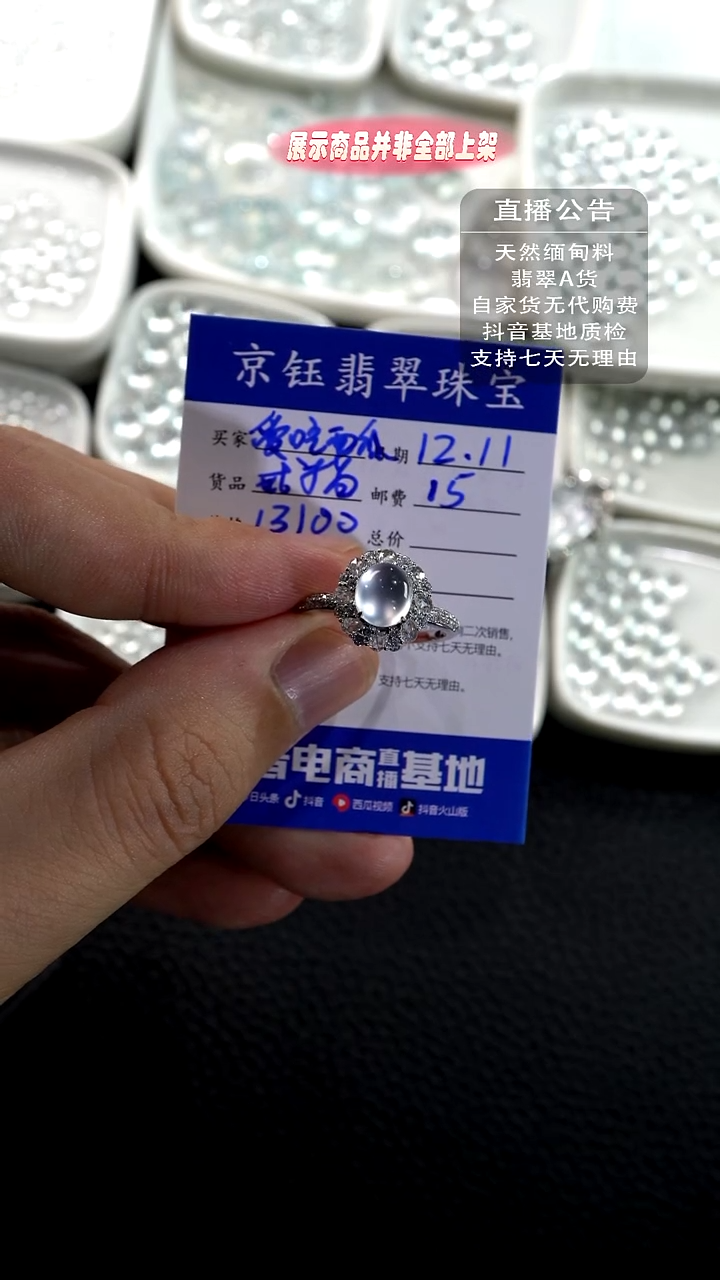 展示商品并非全部上架
直播公告
天然缅甸料
翡翠A货
自家货无代购费
抖音基地质检
支持七天无理由
京钰翡翠珠宝
买家 期 12.11
货品 邮费 15
13100 总价
二次销售,
不支持七天无理由。
支持七天无理由。
电商直播基地
日头条 抖音 西瓜视频 抖音火山版